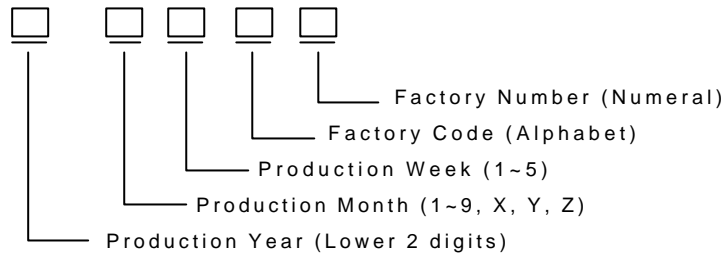 Factory Number (Numeral)
Factory Code (Alphabet)
Production Week (1~5)
Production Month (1~9, X, Y, Z)
Production Year (Lower 2 digits)